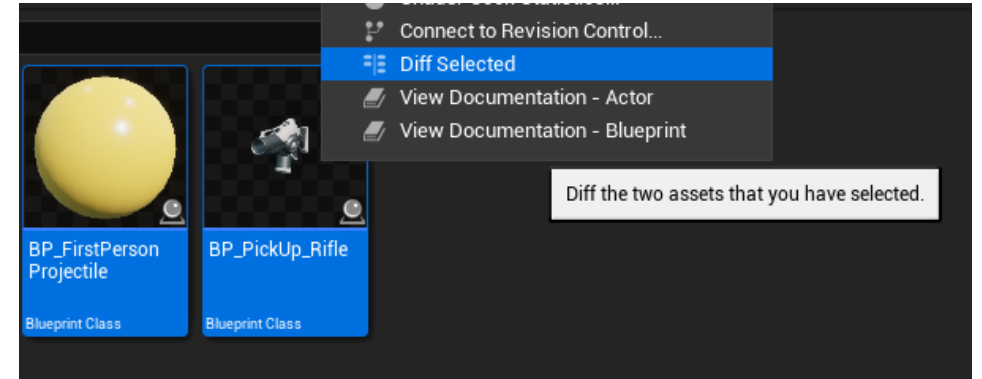 Connect to Revision Control...
Diff Selected
View Documentation - Actor
View Documentation - Blueprint
Diff the two assets that you have selected.
BP_FirstPerson
Projectile
Blueprint Class
BP_PickUp_Rifle
Blueprint Class